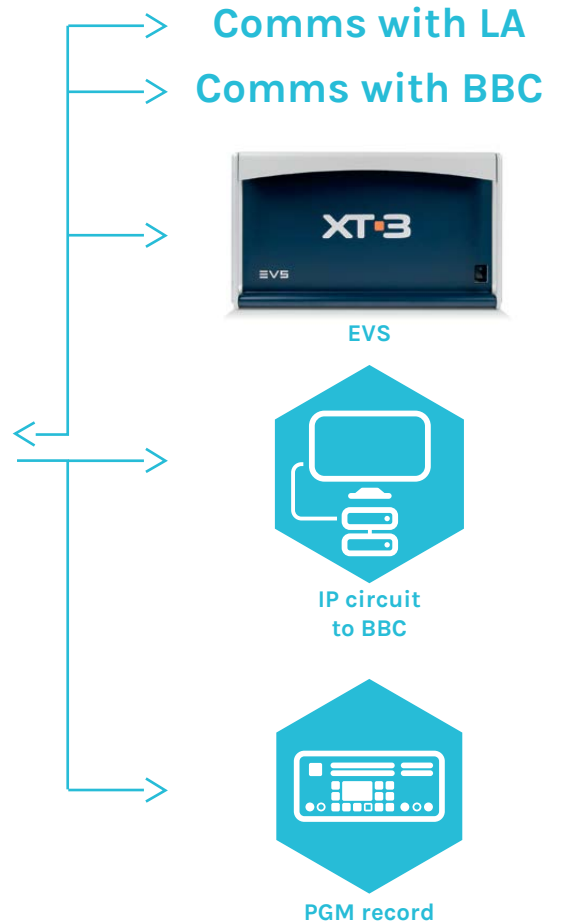 Comms with LA
Comms with BBC
XT3
EVS
EVS
IP circuit
to BBC
PGM record